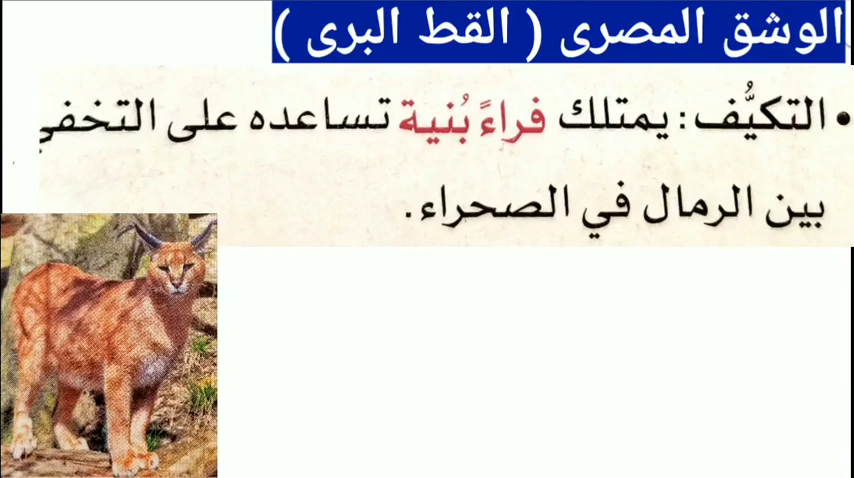 الوشق المصرى ( القط البرى )
• التكيُّف: يمتلك فراءً بُنية تساعده على التخفي
بين الرمال في الصحراء.